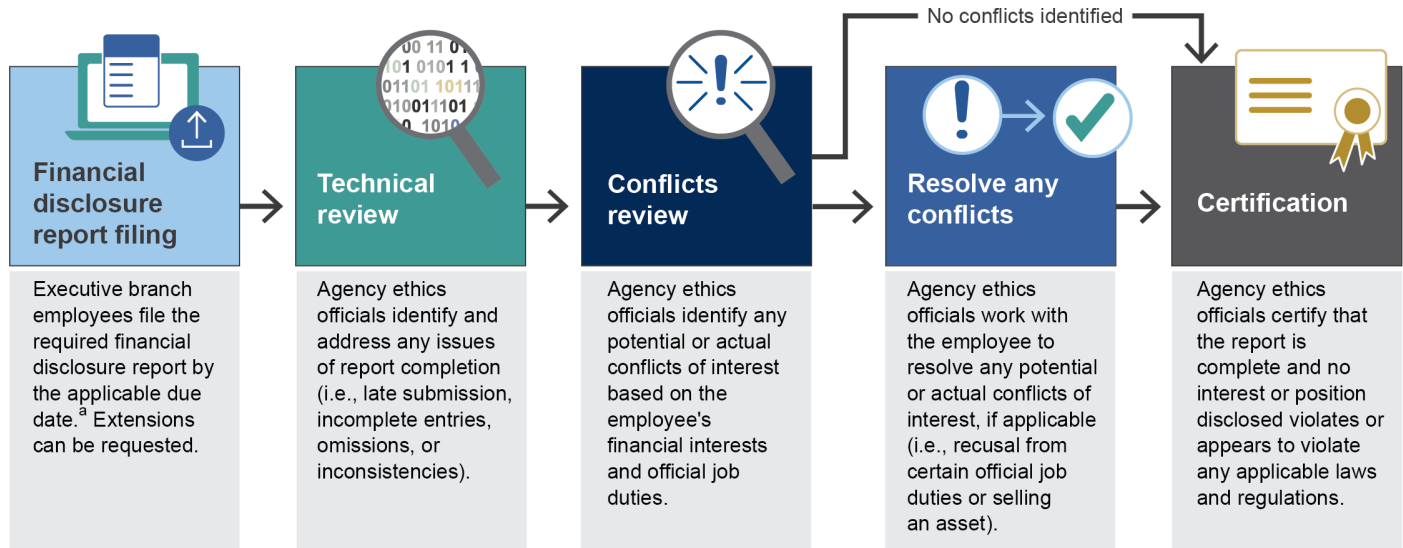 No conflicts identified
Financial
disclosure
report filing
Executive branch
employees file the
required financial
disclosure report by
the applicable due
date.a Extensions
can be requested.
00 11 01
101 0101 1 1
01101 10111
01001 1101
0 1010
Technical
review
Agency ethics
officials identify and
address any issues
of report completion
(i.e., late submission,
incomplete entries,
omissions, or
inconsistencies).
!
Conflicts
review
Agency ethics
officials identify any
potential or actual
conflicts of interest
based on the
employee's
financial interests
and official job
duties.
!
Resolve any
conflicts
Agency ethics
officials work with
the employee to
resolve any potential
or actual conflicts of
interest, if applicable
(i.e., recusal from
certain official job
duties or selling
an asset).
Certification
Agency ethics
officials certify that
the report is
complete and no
interest or position
disclosed violates or
appears to violate
any applicable laws
and regulations.